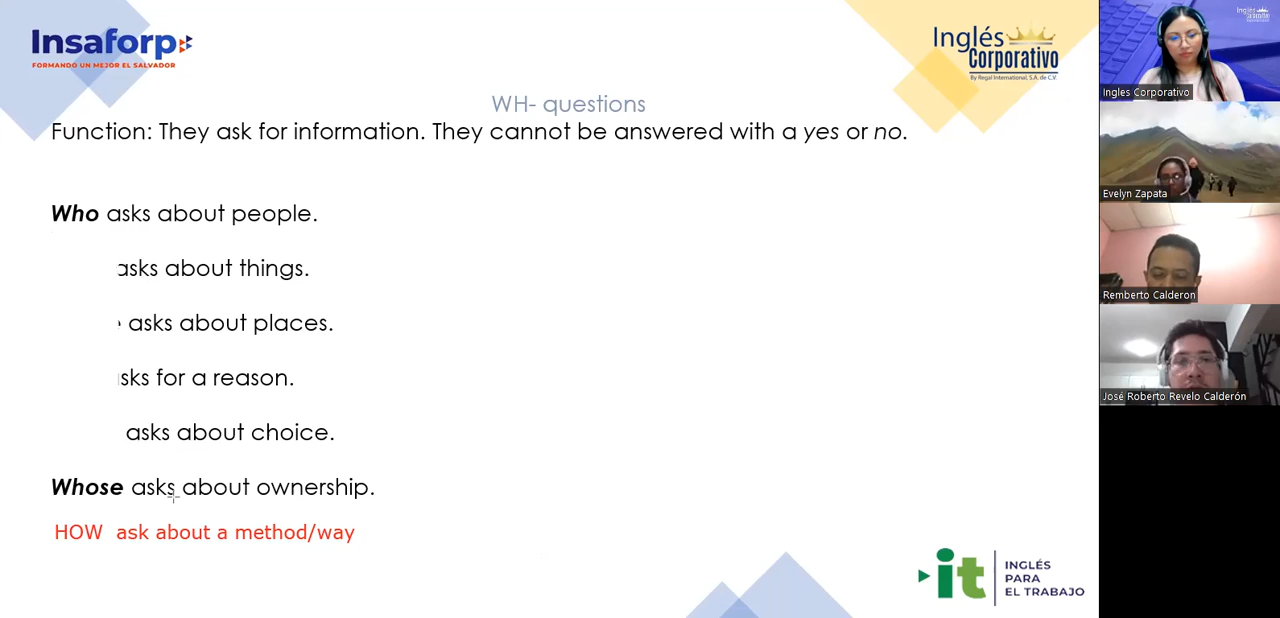 Insaforp
FORMANDO UN MEJOR EL SALVADOR
Inglés
Corporativo
By Regal International, S.A. de C.V.
WH- questions
Function: They ask for information. They cannot be answered with a yes or no.
Who asks about people.
asks about things.
asks about places.
sks for a reason.
asks about choice.
Whose asks about ownership.
HOW ask about a method/way
it
INGLÉS
PARA
EL TRABAJO
Ingles Corporativo
Evelyn Zapata
Remberto Calderon
José Roberto Revelo Calderón